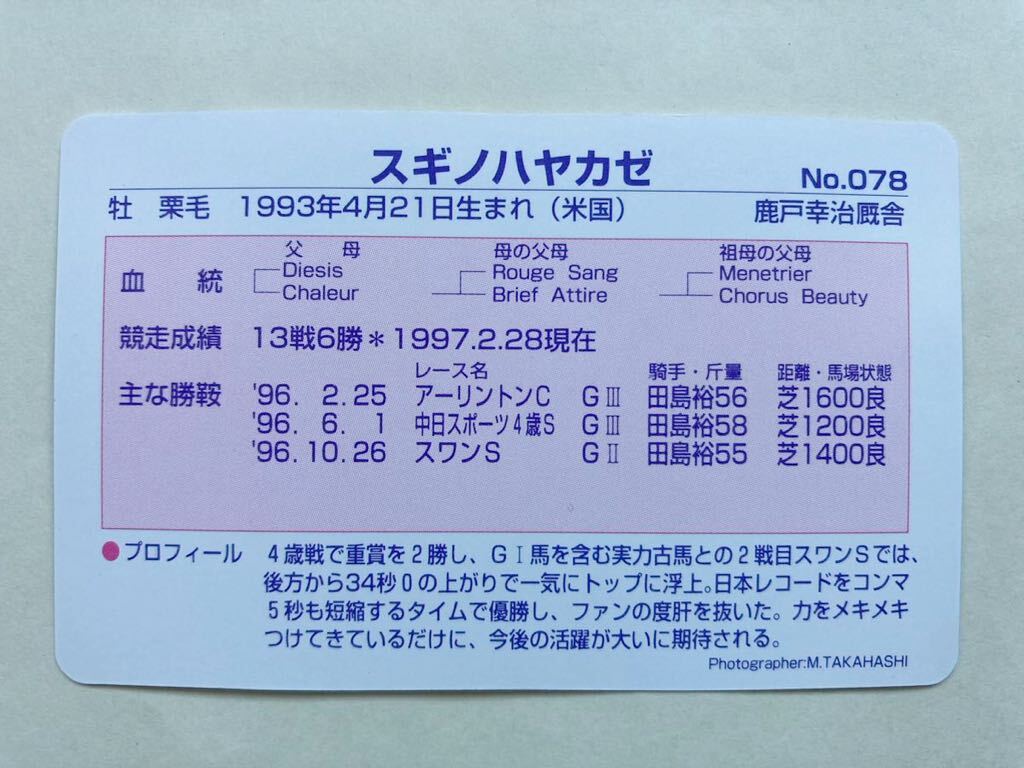 スギノハヤカゼ No.078
牡 栗毛 1993年4月21日生まれ（米国） 鹿戸幸治厩舎
父 母 母の父母 祖母の父母
血統 Diesis Rouge Sang Menetrier
Chaleur Brief Attire Chorus Beauty
競走成績 13戦6勝＊1997.2.28現在
レース名 騎手・斤量 距離・馬場状態
主な勝鞍 '96. 2.25 アーリントンC GⅢ 田島裕56 芝1600良
'96. 6. 1 中日スポーツ4歳S GⅢ 田島裕58 芝1200良
'96.10.26 スワンS GⅡ 田島裕55 芝1400良
●プロフィール 4歳戦で重賞を2勝し、GⅠ馬を含む実力古馬との2戦目スワンSでは、
後方から34秒0の上がりで一気にトップに浮上。日本レコードをコンマ
5秒も短縮するタイムで優勝し、ファンの度肝を抜いた。力をメキメキ
つけてきているだけに、今後の活躍が大いに期待される。
Photographer:M.TAKAHASHI